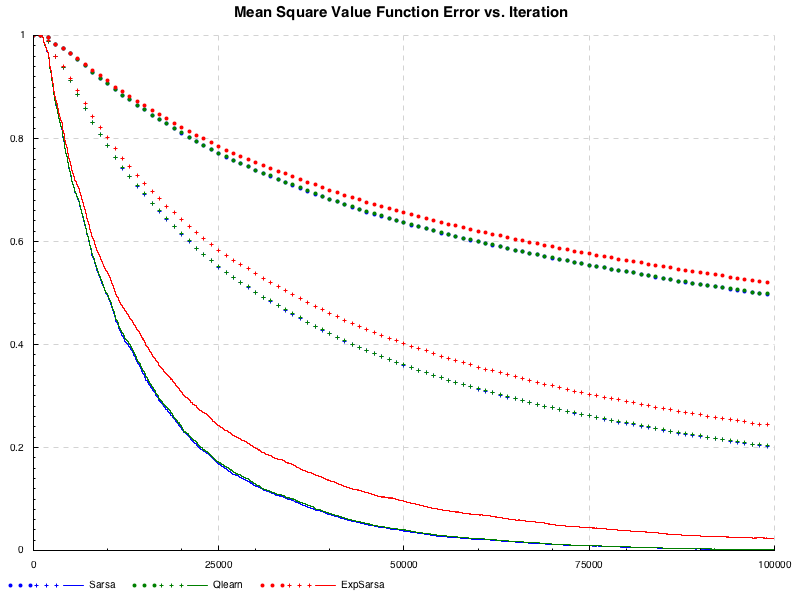 Mean Square Value Function Error vs. Iteration
1
0.8
0.6
0.4
0.2
0
0 25000 50000 75000 100000
Sarsa Qlearn ExpSarsa